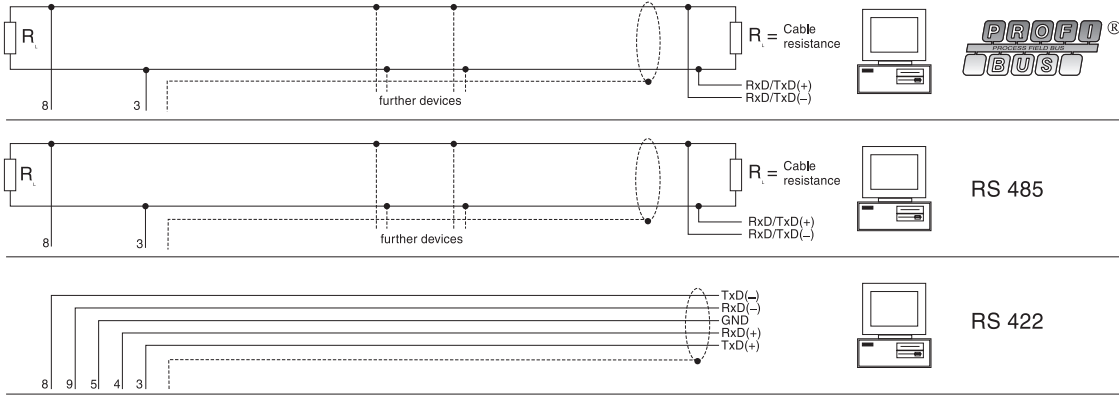 R L
R L = Cable resistance
8
3
further devices
RxD/TxD(+)
RxD/TxD(–)
PROFI ®
PROCESS FIELD BUS
BUS
R L
R L = Cable resistance
8
3
further devices
RxD/TxD(+)
RxD/TxD(–)
RS 485
TxD(–)
RxD(–)
GND
RxD(+)
TxD(+)
8 9 5 4 3
RS 422